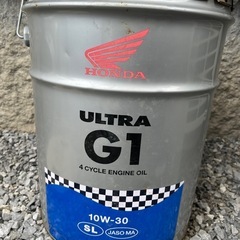 HONDA
ULTRA
G1
4 CYCLE ENGINE OIL
10W-30
SL JASO MA